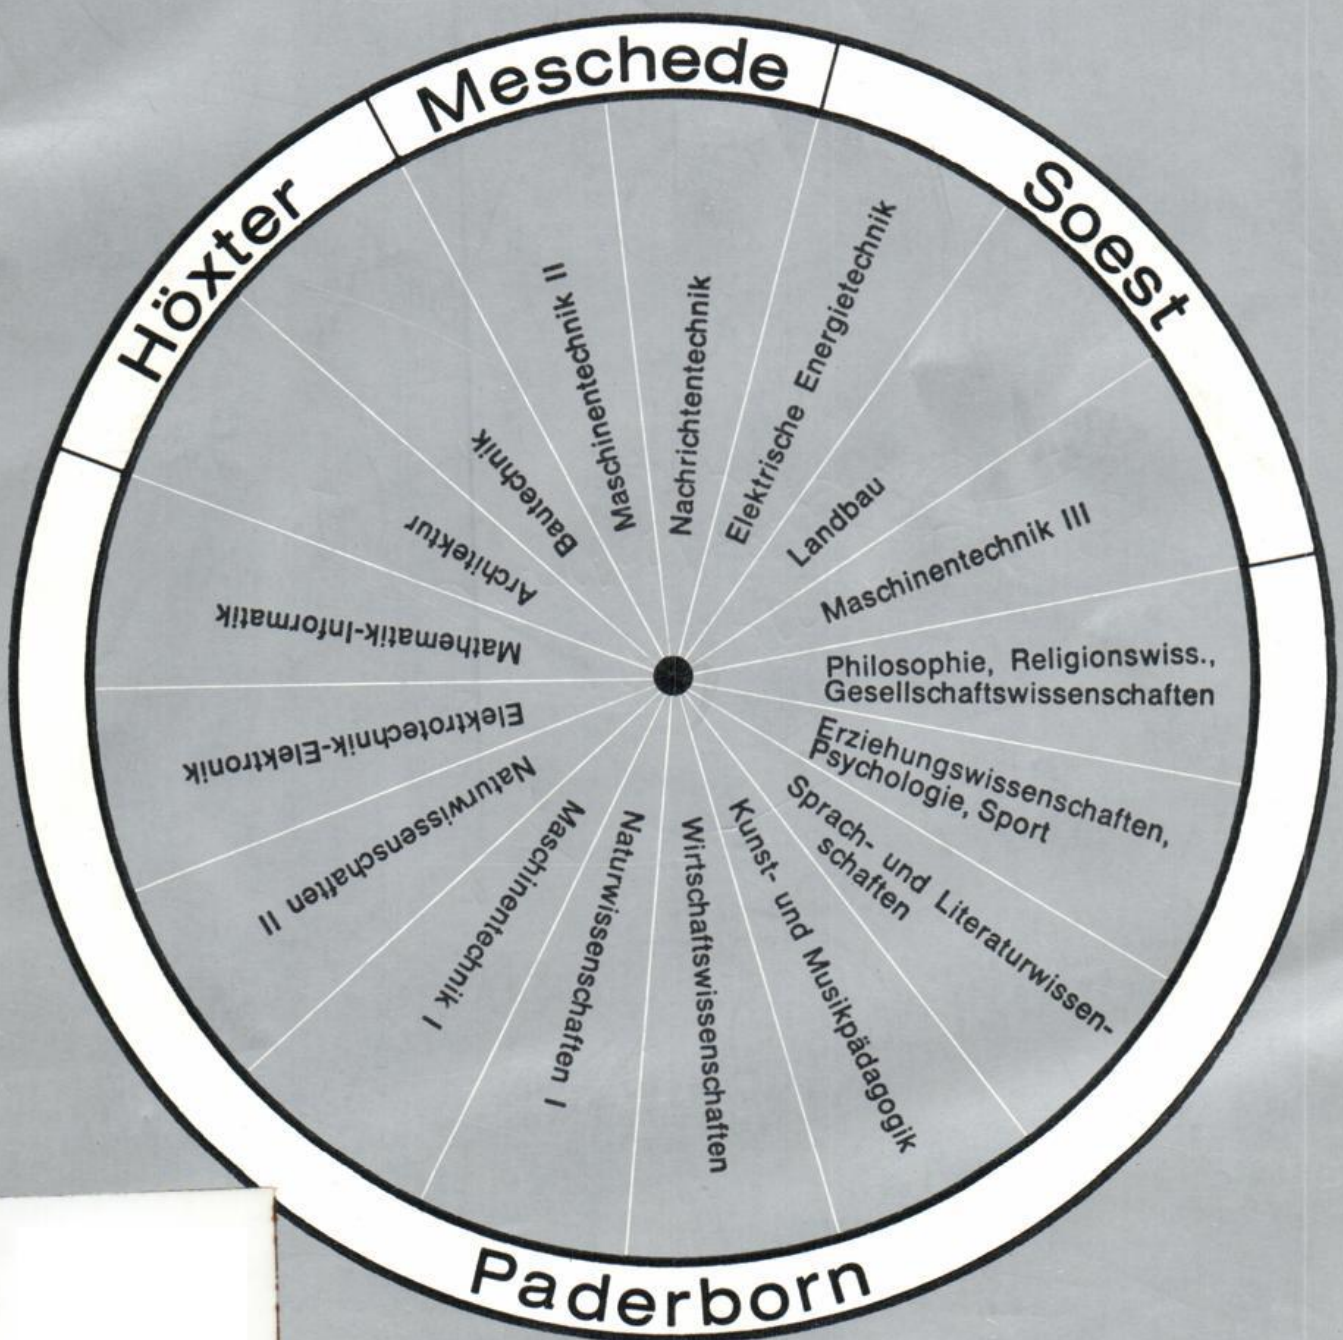 Höxter
Meschede
Soest
Paderborn
Architektur
Bautechnik
Maschinentechnik II
Nachrichtentechnik
Elektrische Energietechnik
Landbau
Maschinentechnik III
Philosophie, Religionswiss.,
Gesellschaftswissenschaften
Erziehungswissenschaften,
Psychologie, Sport
Sprach- und Literaturwissen-
schaften
Kunst- und Musikpädagogik
Wirtschaftswissenschaften
Naturwissenschaften I
Maschinentechnik I
Naturwissenschaften II
Elektrotechnik-Elektronik
Mathematik-Informatik